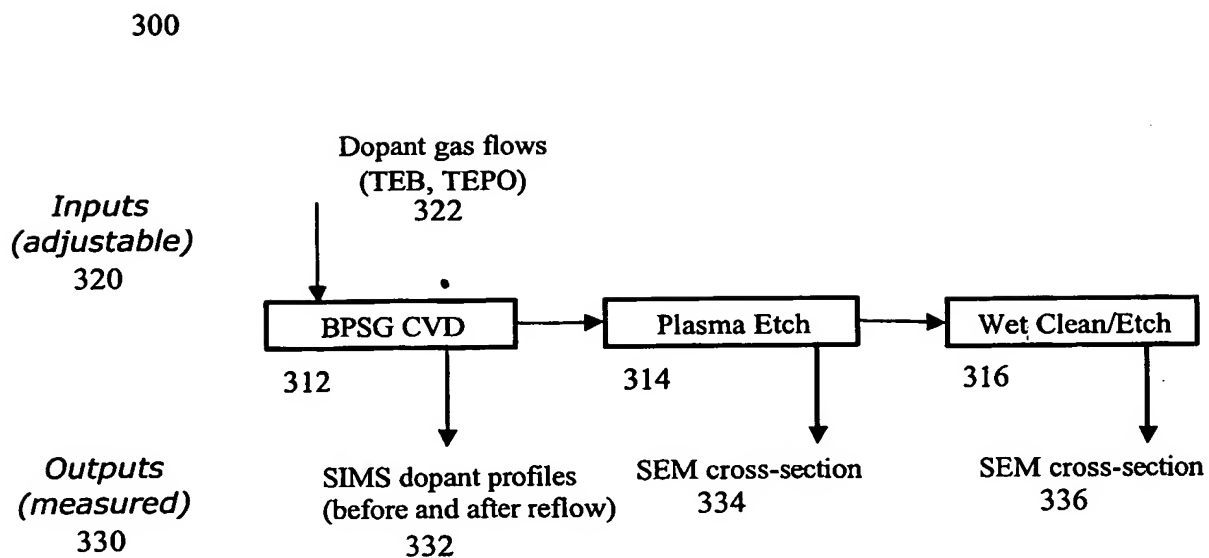 300
Dopant gas flows
(TEB, TEPO)
322
Inputs
(adjustable)
320
BPSG CVD
Plasma Etch
Wet Clean/Etch
312
314
316
Outputs
(measured)
330
SIMS dopant profiles
(before and after reflow)
332
SEM cross-section
334
SEM cross-section
336